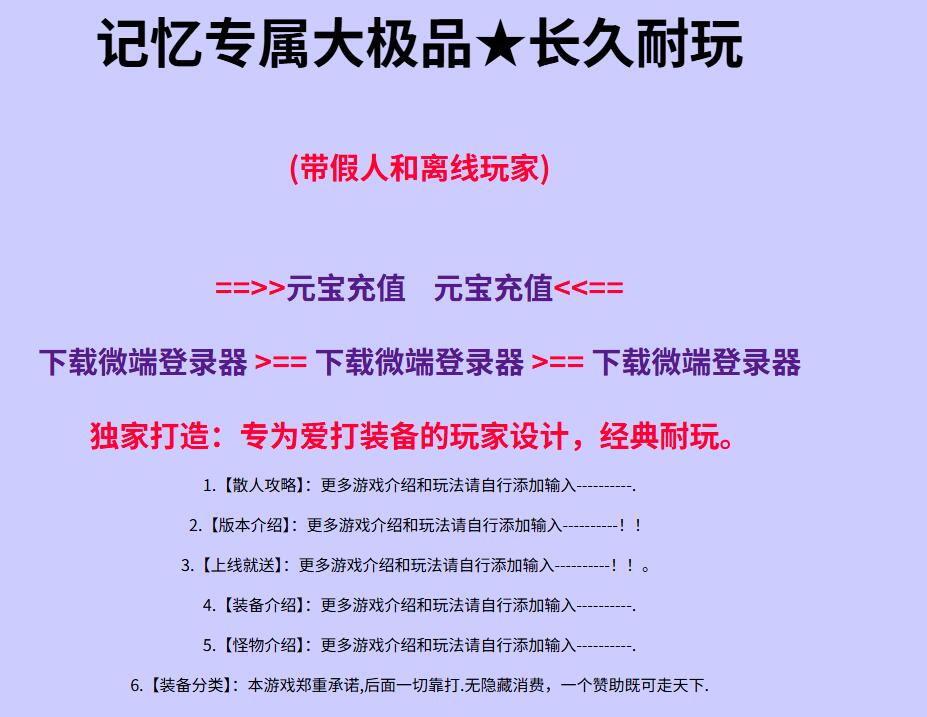 记忆专属大极品★长久耐玩
(带假人和离线玩家)
==>>元宝充值　元宝充值<<==
下载微端登录器 >== 下载微端登录器 >== 下载微端登录器
独家打造：专为爱打装备的玩家设计，经典耐玩。
1.【散人攻略】：更多游戏介绍和玩法请自行添加输入----------.
2.【版本介绍】：更多游戏介绍和玩法请自行添加输入----------！！
3.【上线就送】：更多游戏介绍和玩法请自行添加输入----------！！。
4.【装备介绍】：更多游戏介绍和玩法请自行添加输入----------.
5.【怪物介绍】：更多游戏介绍和玩法请自行添加输入----------.
6.【装备分类】：本游戏郑重承诺,后面一切靠打.无隐藏消费，一个赞助既可走天下.